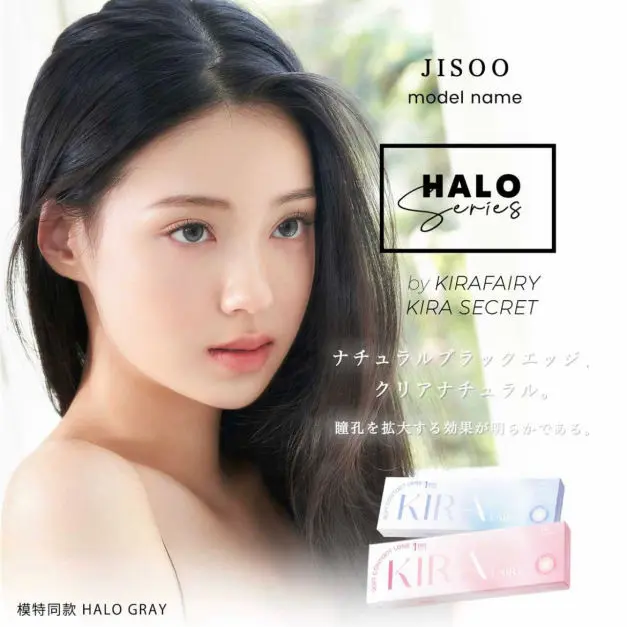 JISOO
model name
HALO
Series
by KIRAFAIRY
KIRA SECRET
ナチュラルブラックエッジ、
クリアナチュラル。
瞳孔を拡大する効果が明らかである。
KIRA
KIRA
模特同款 HALO GRAY